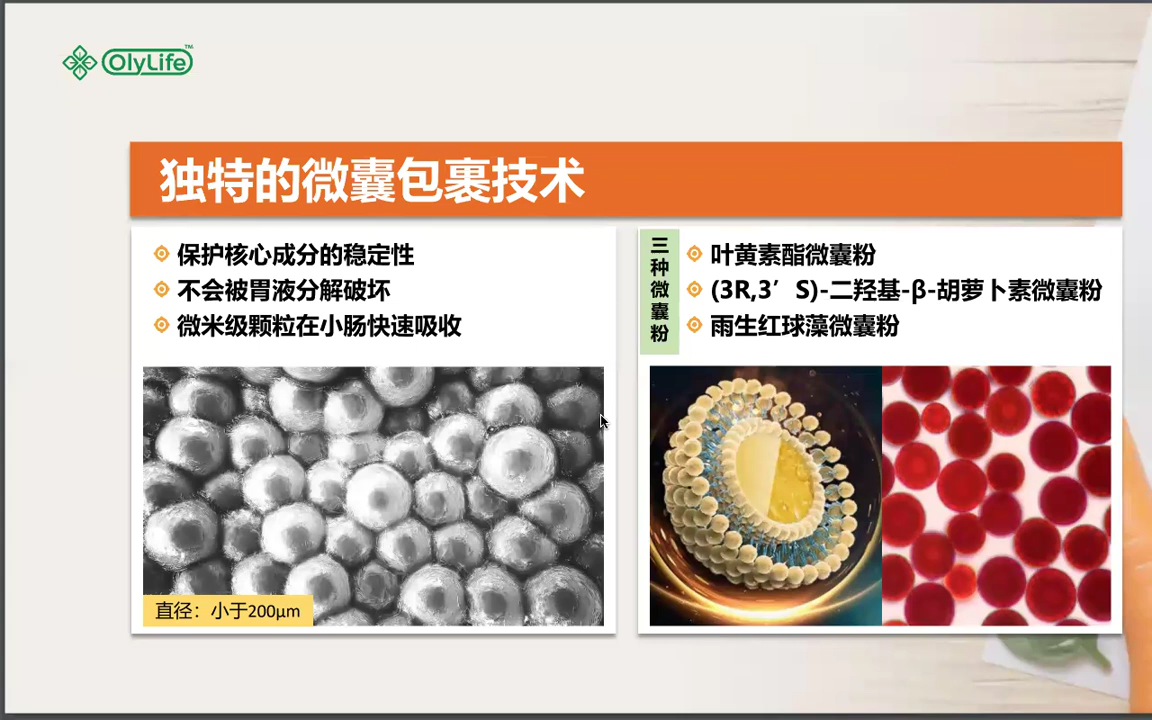 OlyLife™
独特的微囊包裹技术
保护核心成分的稳定性
不会被胃液分解破坏
微米级颗粒在小肠快速吸收
直径：小于200μm
三种微囊粉
叶黄素酯微囊粉
(3R,3’S)-二羟基-β-胡萝卜素微囊粉
雨生红球藻微囊粉